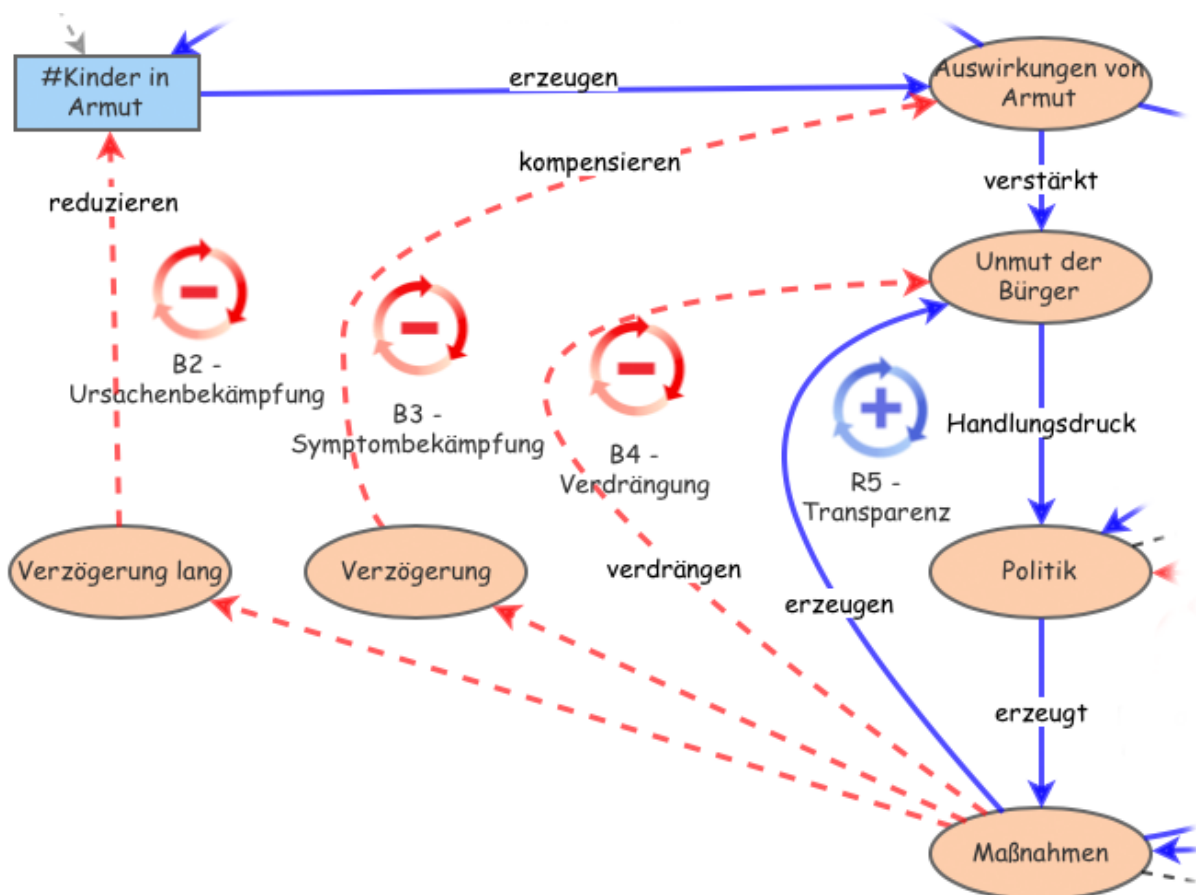 #Kinder in
Armut
erzeugen
Auswirkungen von
Armut
kompensieren
verstärkt
reduzieren
Unmut der
Bürger
B2 -
Ursachenbekämpfung
B3 -
Symptombekämpfung
B4 -
Verdrängung
R5 -
Transparenz
Handlungsdruck
Verzögerung lang
Verzögerung
verdrängen
erzeugen
Politik
erzeugt
Maßnahmen